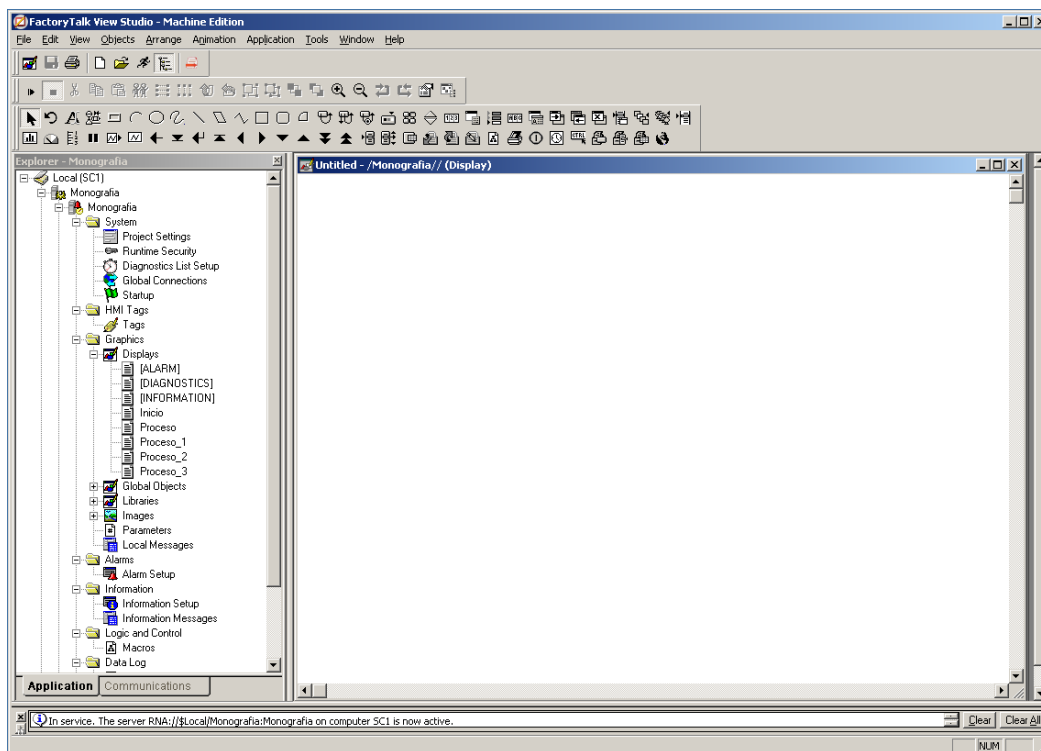 FactoryTalk View Studio - Machine Edition
File Edit View Objects Arrange Animation Application Tools Window Help
Explorer - Monografia
Untitled - /Monografia// (Display)
Local (SC1)
Monografia
Monografia
System
Project Settings
Runtime Security
Diagnostics List Setup
Global Connections
Startup
HMI Tags
Tags
Graphics
Displays
[ALARM]
[DIAGNOSTICS]
[INFORMATION]
Inicio
Proceso
Proceso_1
Proceso_2
Proceso_3
Global Objects
Libraries
Images
Parameters
Local Messages
Alarms
Alarm Setup
Information
Information Setup
Information Messages
Logic and Control
Macros
Data Log
Application Communications
In service. The server RNA://$Local/Monografia:Monografia on computer SC1 is now active.
Clear Clear All
NUM